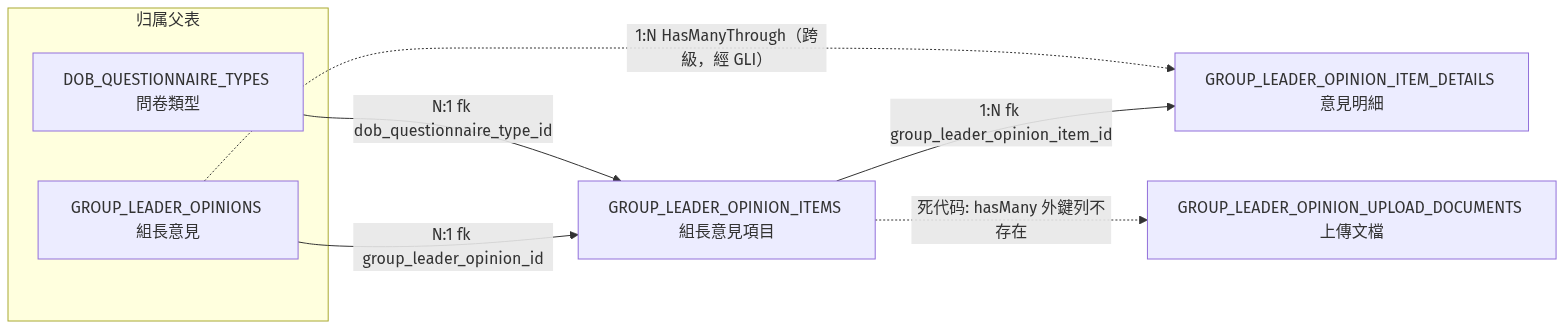 归属父表
DOB_QUESTIONNAIRE_TYPES
問卷類型
GROUP_LEADER_OPINIONS
組長意見
1:N HasManyThrough（跨
級，經 GLI）
N:1 fk
dob_questionnaire_type_id
N:1 fk
group_leader_opinion_id
GROUP_LEADER_OPINION_ITEMS
組長意見項目
1:N fk
group_leader_opinion_item_id
死代码: hasMany 外鍵列不
存在
GROUP_LEADER_OPINION_ITEM_DETAILS
意見明細
GROUP_LEADER_OPINION_UPLOAD_DOCUMENTS
上傳文檔